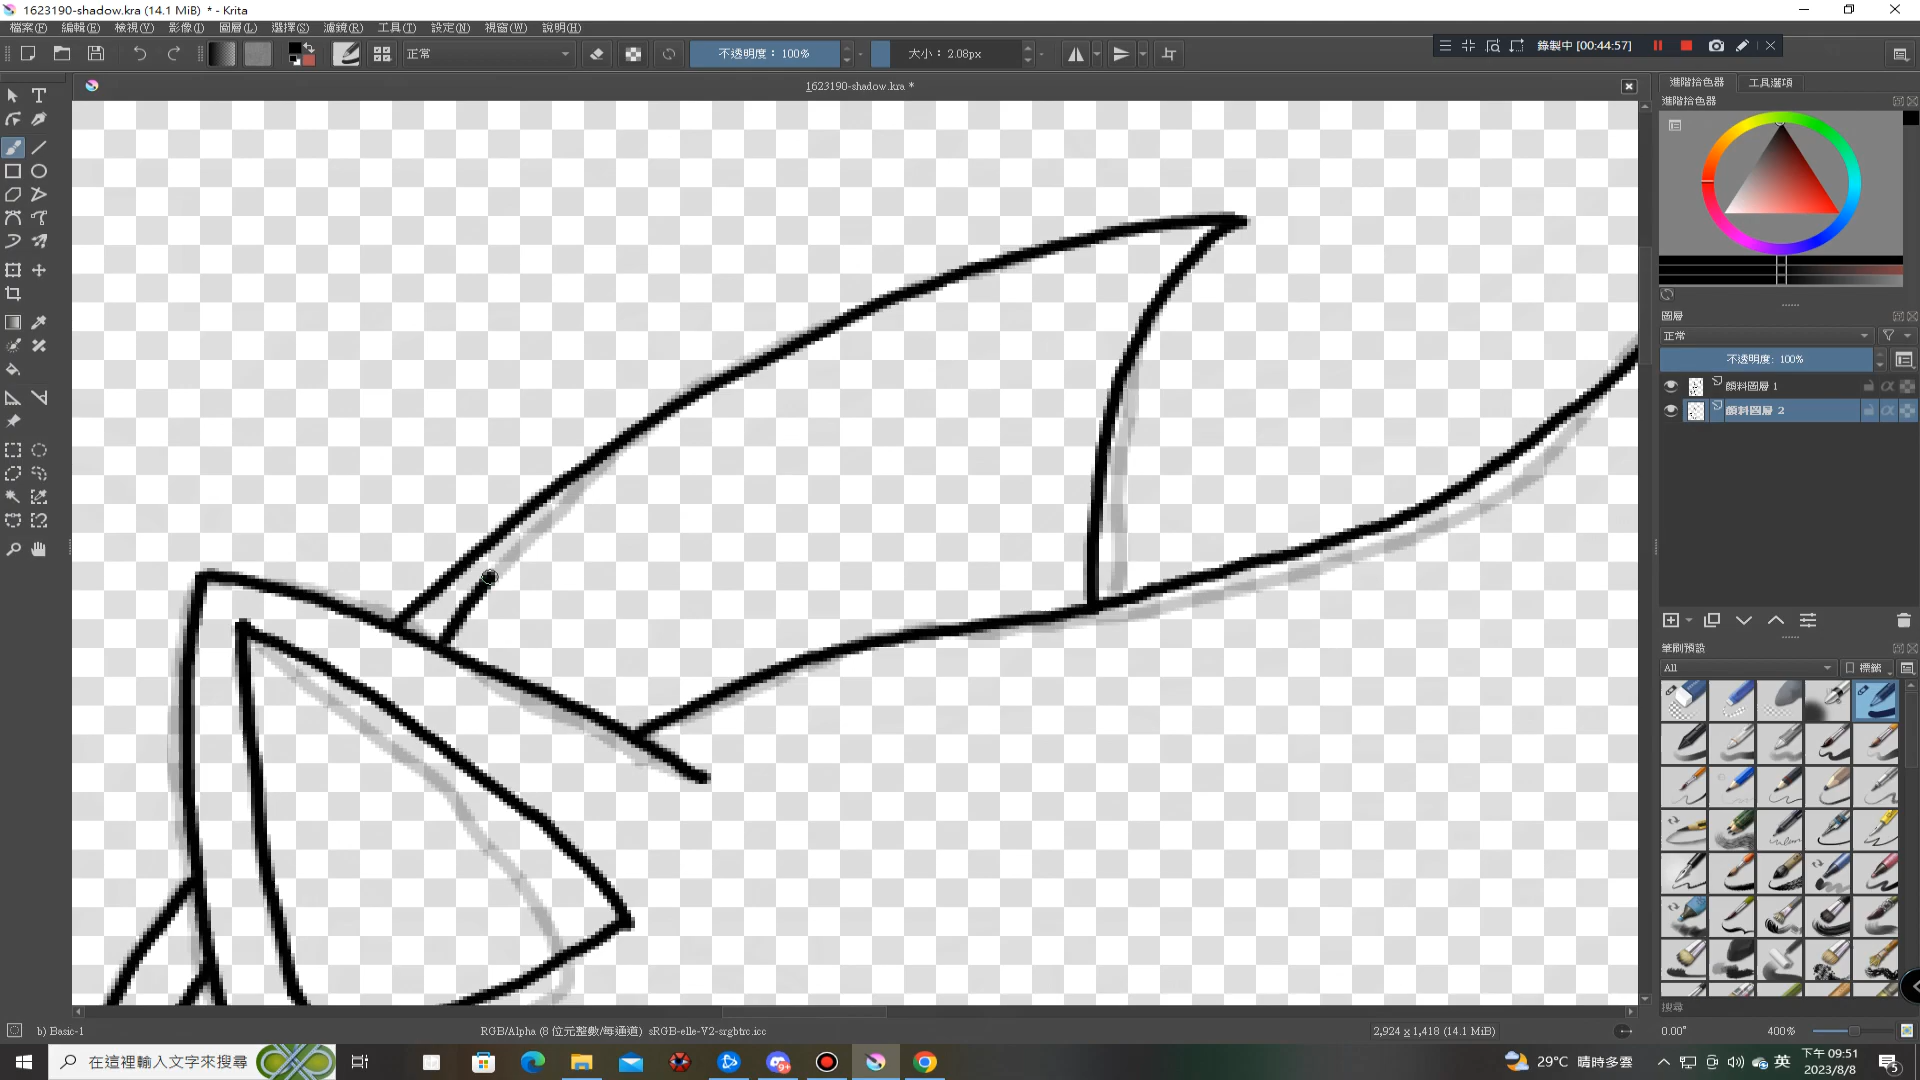 1623190-shadow.kra (14.1 MiB) * - Krita
檔案(F) 編輯(E) 檢視(V) 影像(I) 圖層(L) 選擇(S) 濾鏡(R) 工具(T) 設定(N) 視窗(W) 說明(H)
正常 不透明度：100% 大小：2.08px
錄製中 [00:44:57]
1623190-shadow.kra *
進階拾色器 工具選項
進階拾色器
圖層
正常
不透明度: 100%
顏料圖層 1
顏料圖層 2
筆刷預設
All 標籤
搜尋
b) Basic-1
RGB/Alpha (8 位元整數/每通道) sRGB-elle-V2-srgbtrc.icc
2,924 x 1,418 (14.1 MiB)
0.00°
400%
在這裡輸入文字來搜尋
9+
29°C 晴時多雲
英
下午 09:51
2023/8/8
5